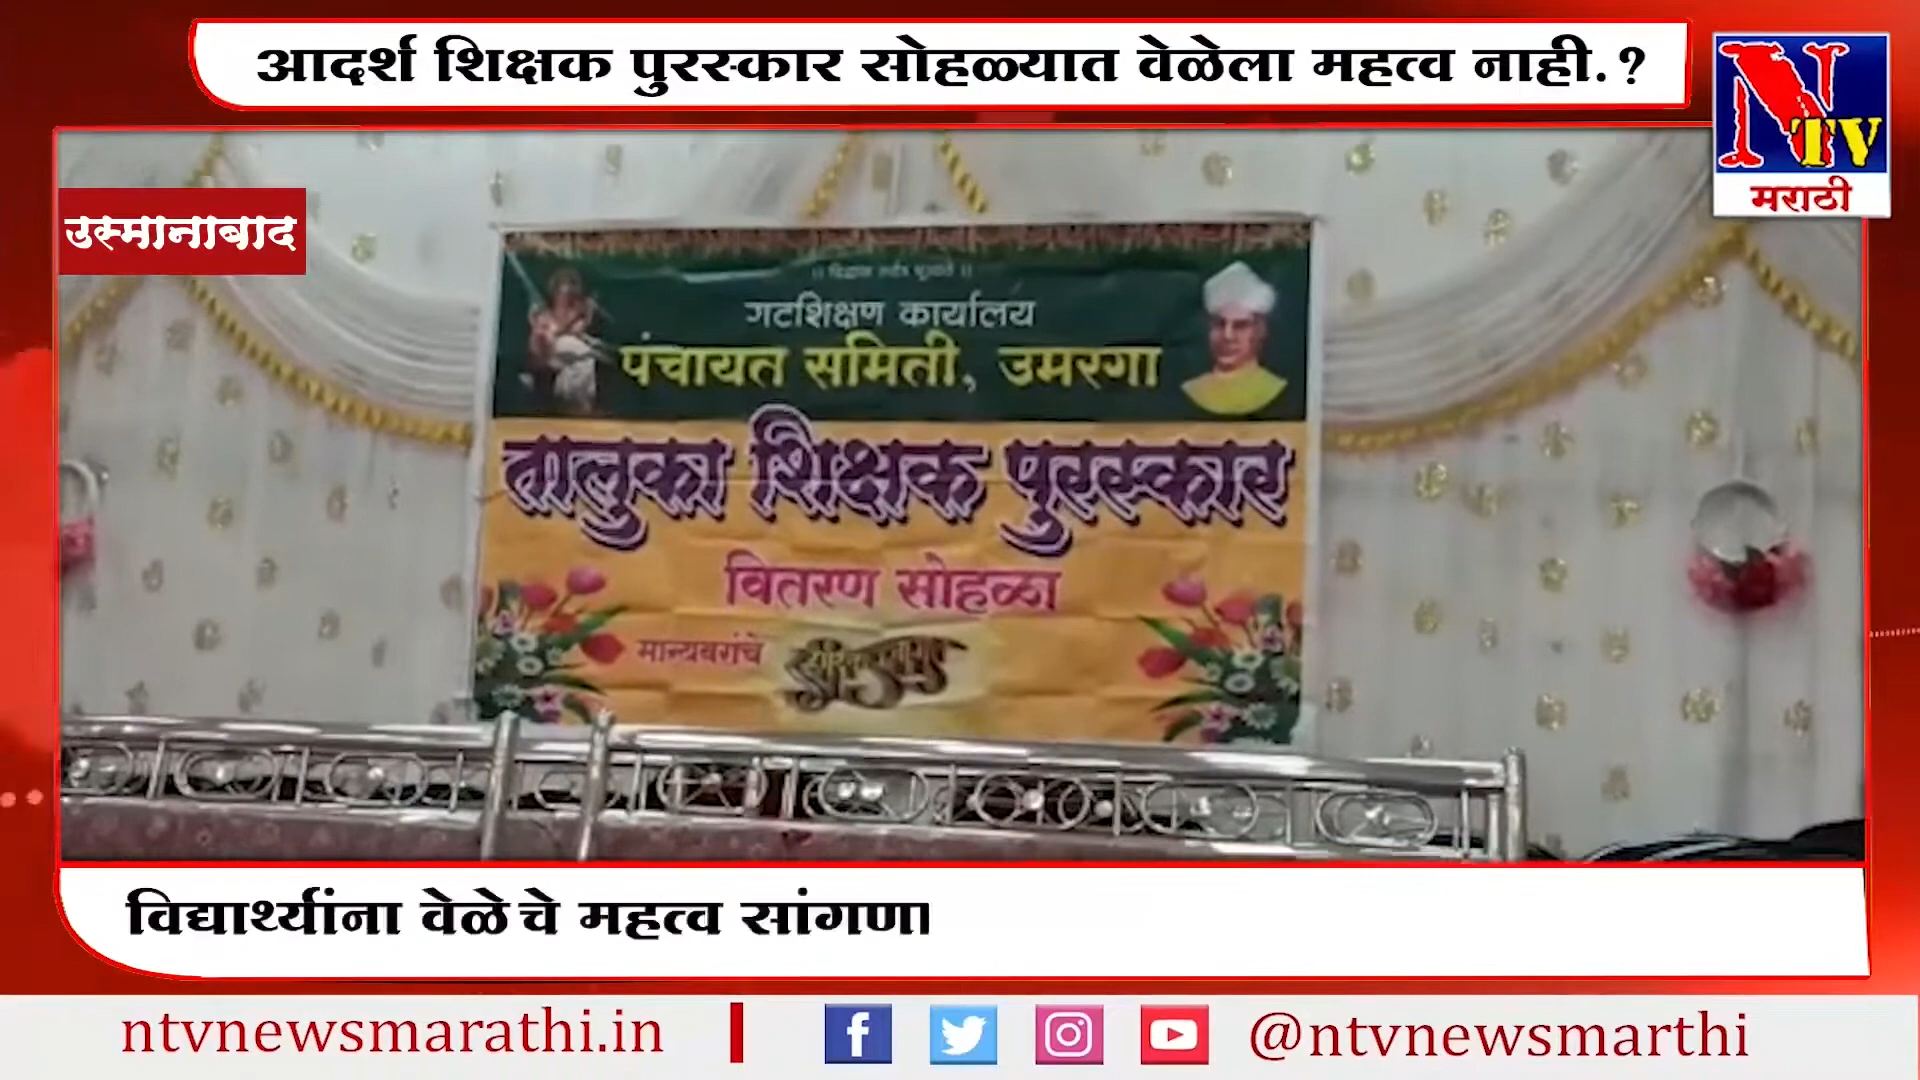 आदर्श शिक्षक पुरस्कार सोहळ्यात वेळेला महत्व नाही.?
NTV
मराठी
उस्मानाबाद
गटशिक्षण कार्यालय
पंचायत समिती, उमरगा
तालुका शिक्षक पुरस्कार
वितरण सोहळा
मान्यवरांचे
विद्यार्थ्यांना वेळेचे महत्व सांगण
ntvnewsmarathi.in
@ntvnewsmarthi